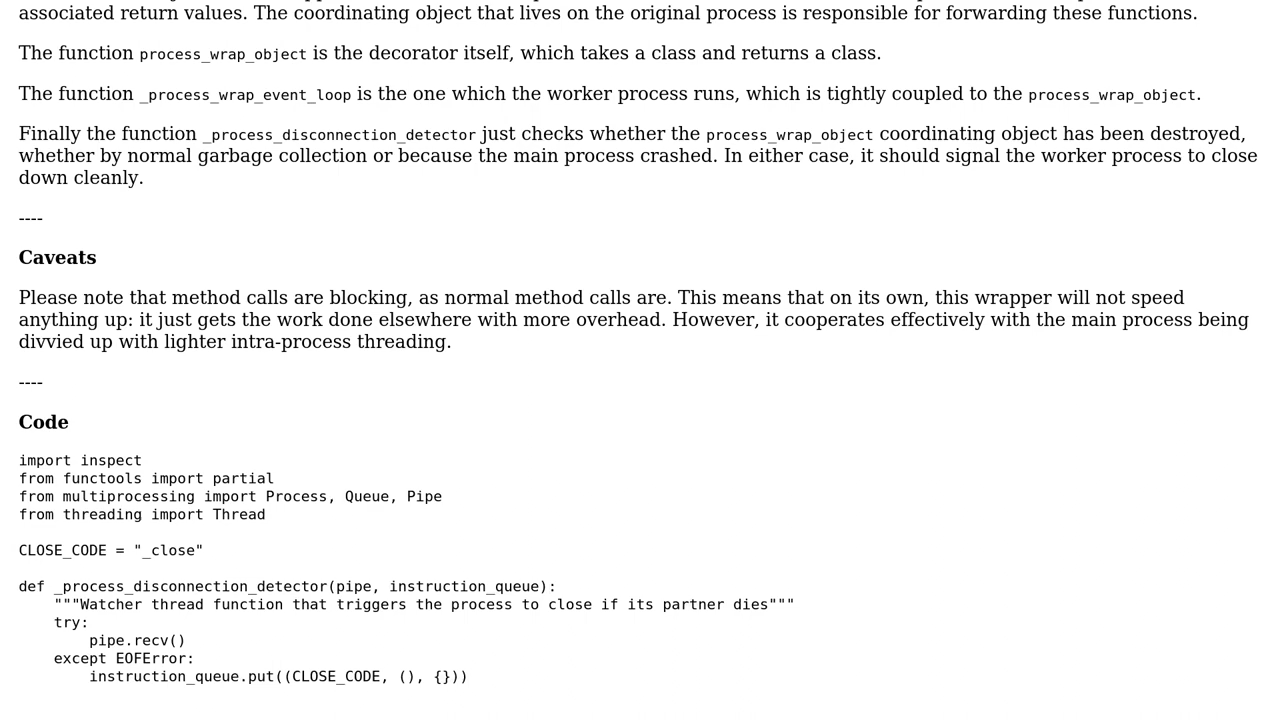 associated return values. The coordinating object that lives on the original process is responsible for forwarding these functions.
The function process_wrap_object is the decorator itself, which takes a class and returns a class.
The function _process_wrap_event_loop is the one which the worker process runs, which is tightly coupled to the process_wrap_object.
Finally the function _process_disconnection_detector just checks whether the process_wrap_object coordinating object has been destroyed,
whether by normal garbage collection or because the main process crashed. In either case, it should signal the worker process to close
down cleanly.
----
Caveats
Please note that method calls are blocking, as normal method calls are. This means that on its own, this wrapper will not speed
anything up: it just gets the work done elsewhere with more overhead. However, it cooperates effectively with the main process being
divvied up with lighter intra-process threading.
----
Code
import inspect
from functools import partial
from multiprocessing import Process, Queue, Pipe
from threading import Thread
CLOSE_CODE = "_close"
def _process_disconnection_detector(pipe, instruction_queue):
    """Watcher thread function that triggers the process to close if its partner dies"""
    try:
        pipe.recv()
    except EOFError:
        instruction_queue.put((CLOSE_CODE, (), {}))